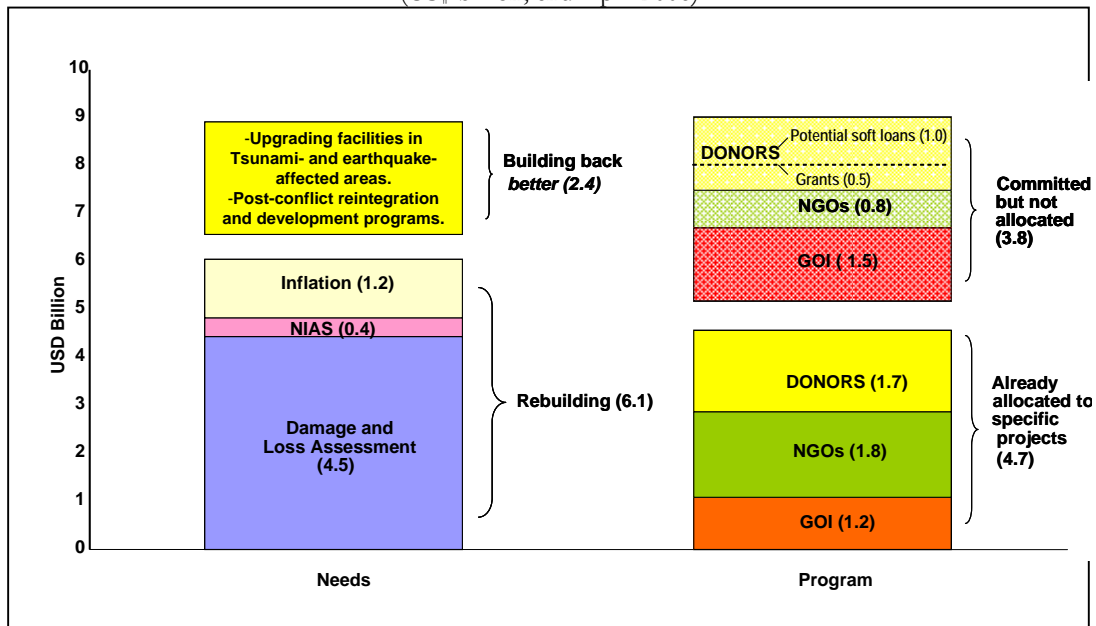 10
9
8
7
6
5
4
3
2
1
0
USD Billion
-Upgrading facilities in
Tsunami- and earthquake-
affected areas.
-Post-conflict reintegration
and development programs.
Building back
better (2.4)
Inflation (1.2)
NIAS (0.4)
Damage and
Loss Assessment
(4.5)
Rebuilding (6.1)
Needs
Potential soft loans (1.0)
DONORS
Grants (0.5)
NGOs (0.8)
GOI ( 1.5)
Committed
but not
allocated
(3.8)
DONORS (1.7)
NGOs (1.8)
GOI (1.2)
Already
allocated to
specific
projects
(4.7)
Program